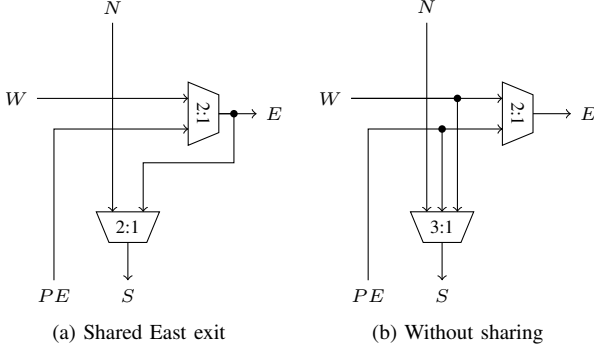 N
N
W
2:1
E
W
2:1
E
2:1
3:1
PE
S
PE
S
(a) Shared East exit
(b) Without sharing